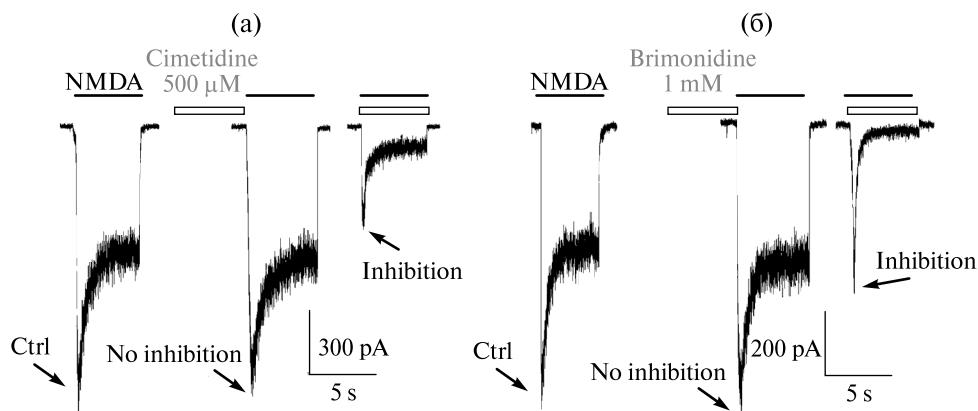 (а)
Cimetidine
500 μM
NMDA
Inhibition
Ctrl
No inhibition
300 pA
5 s
(б)
Brimonidine
1 mM
NMDA
Inhibition
Ctrl
No inhibition
200 pA
5 s